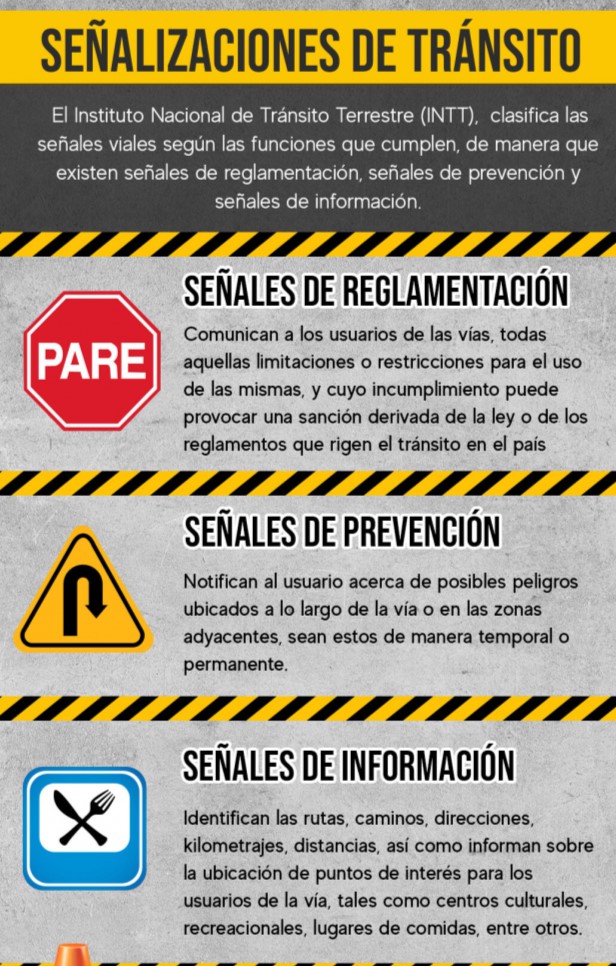 SEÑALIZACIONES DE TRÁNSITO
El Instituto Nacional de Tránsito Terrestre (INTT), clasifica las
señales viales según las funciones que cumplen, de manera que
existen señales de reglamentación, señales de prevención y
señales de información.
SEÑALES DE REGLAMENTACIÓN
PARE
Comunican a los usuarios de las vías, todas
aquellas limitaciones o restricciones para el uso
de las mismas, y cuyo incumplimiento puede
provocar una sanción derivada de la ley o de los
reglamentos que rigen el tránsito en el país
SEÑALES DE PREVENCIÓN
Notifican al usuario acerca de posibles peligros
ubicados a lo largo de la vía o en las zonas
adyacentes, sean estos de manera temporal o
permanente.
SEÑALES DE INFORMACIÓN
Identifican las rutas, caminos, direcciones,
kilometrajes, distancias, así como informan sobre
la ubicación de puntos de interés para los
usuarios de la vía, tales como centros culturales,
recreacionales, lugares de comidas, entre otros.